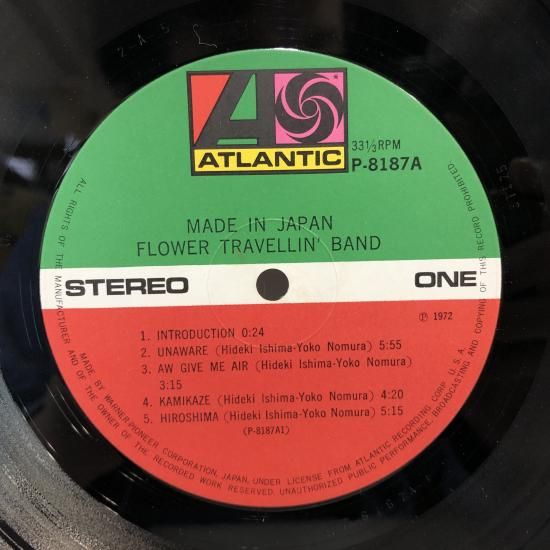 2-A-5
ATLANTIC
33⅓RPM
P-8187A
MADE IN JAPAN
FLOWER TRAVELLIN' BAND
STEREO
ONE
℗ 1972
1. INTRODUCTION 0:24
2. UNAWARE (Hideki Ishima-Yoko Nomura) 5:55
3. AW GIVE ME AIR (Hideki Ishima-Yoko Nomura)
3:15
4. KAMIKAZE (Hideki Ishima-Yoko Nomura) 4:20
5. HIROSHIMA (Hideki Ishima-Yoko Nomura) 5:15
(P-8187A1)
ALL RIGHTS OF THE MANUFACTURER AND OF THE OWNER OF THE RECORDED WORK RESERVED. UNAUTHORIZED PUBLIC PERFORMANCE, BROADCASTING AND COPYING OF THIS RECORD PROHIBITED.
MADE BY WARNER-PIONEER CORPORATION, JAPAN, UNDER LICENSE FROM ATLANTIC RECORDING CORP. U. S. A.